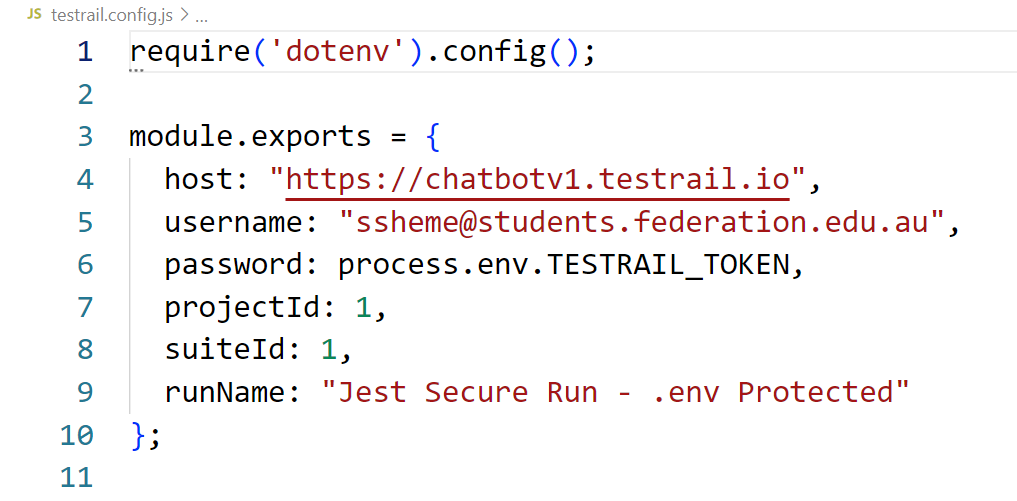 JS testrail.config.js > ...
1 require('dotenv').config();
2
3 module.exports = {
4   host: "https://chatbotv1.testrail.io",
5   username: "ssheme@students.federation.edu.au",
6   password: process.env.TESTRAIL_TOKEN,
7   projectId: 1,
8   suiteId: 1,
9   runName: "Jest Secure Run - .env Protected"
10 };
11